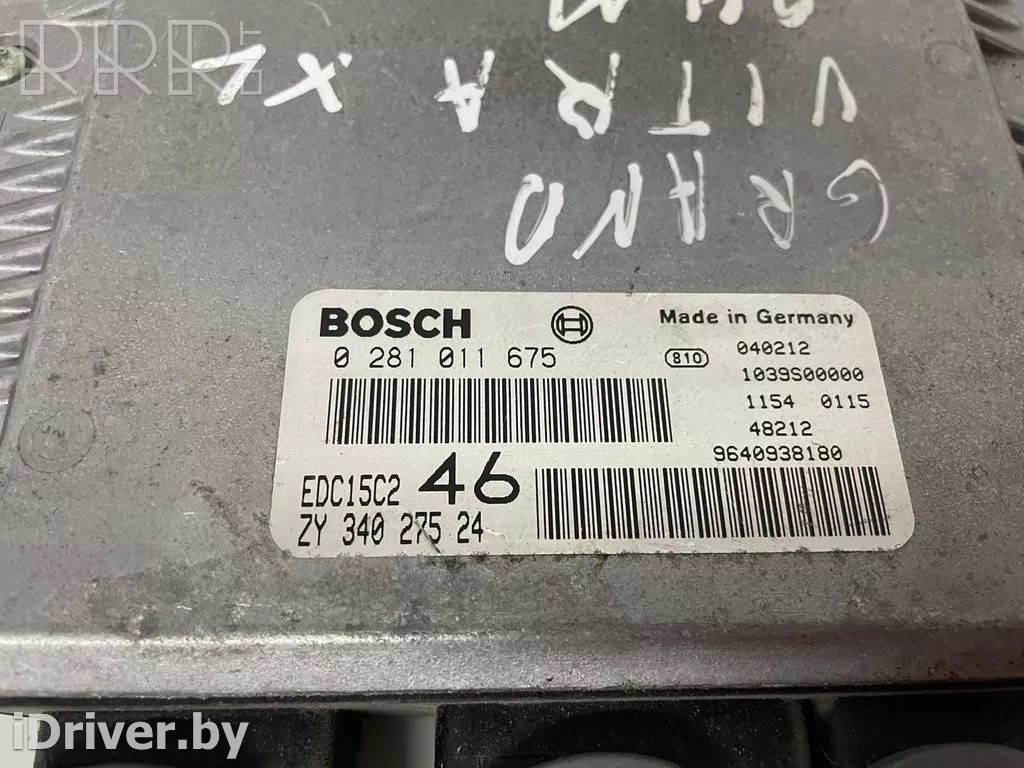 RRR.lt
VITRA XL
GRAND
BOSCH
Made in Germany
0 281 011 675
810
040212
1039S00000
1154 0115
48212
9640938180
EDC15C2 46
ZY 340 275 24
iDriver.by